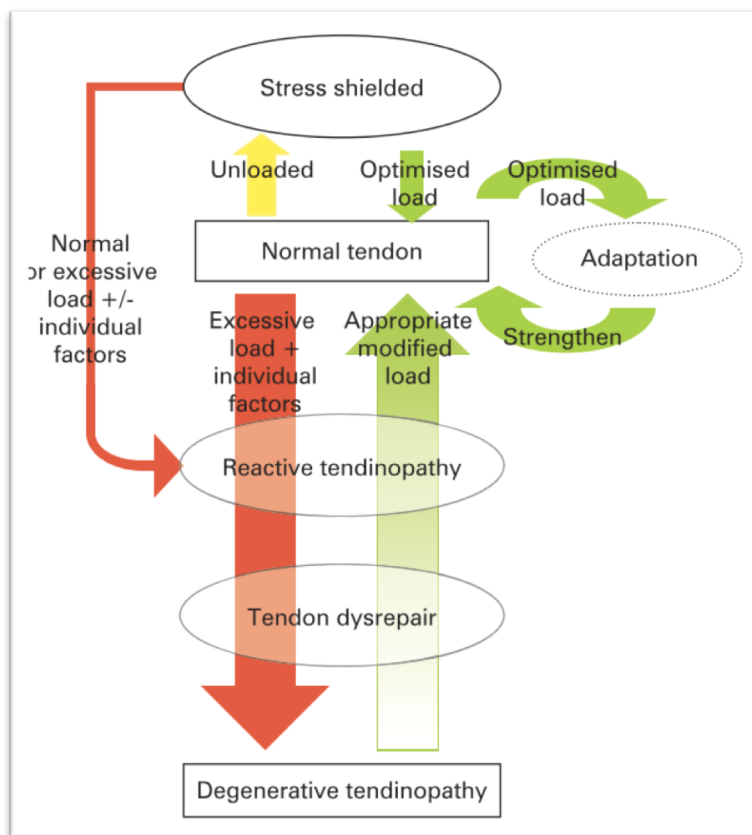 Stress shielded
Unloaded
Optimised
load
Optimised
load
Normal tendon
Adaptation
Normal
or excessive
load +/-
individual
factors
Excessive
load +
individual
factors
Appropriate
modified
load
Strengthen
Reactive tendinopathy
Tendon dysrepair
Degenerative tendinopathy